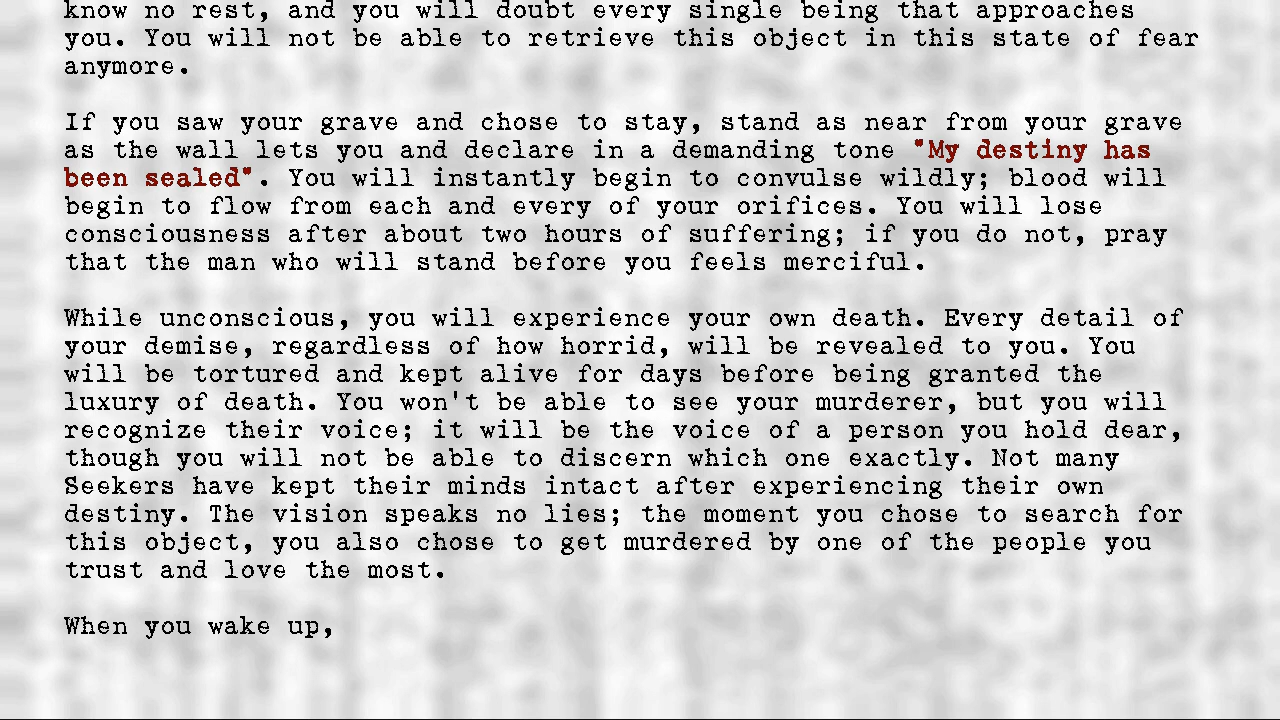 know no rest, and you will doubt every single being that approaches
you. You will not be able to retrieve this object in this state of fear
anymore.
If you saw your grave and chose to stay, stand as near from your grave
as the wall lets you and declare in a demanding tone "My destiny has
been sealed". You will instantly begin to convulse wildly; blood will
begin to flow from each and every of your orifices. You will lose
consciousness after about two hours of suffering; if you do not, pray
that the man who will stand before you feels merciful.
While unconscious, you will experience your own death. Every detail of
your demise, regardless of how horrid, will be revealed to you. You
will be tortured and kept alive for days before being granted the
luxury of death. You won't be able to see your murderer, but you will
recognize their voice; it will be the voice of a person you hold dear,
though you will not be able to discern which one exactly. Not many
Seekers have kept their minds intact after experiencing their own
destiny. The vision speaks no lies; the moment you chose to search for
this object, you also chose to get murdered by one of the people you
trust and love the most.
When you wake up,